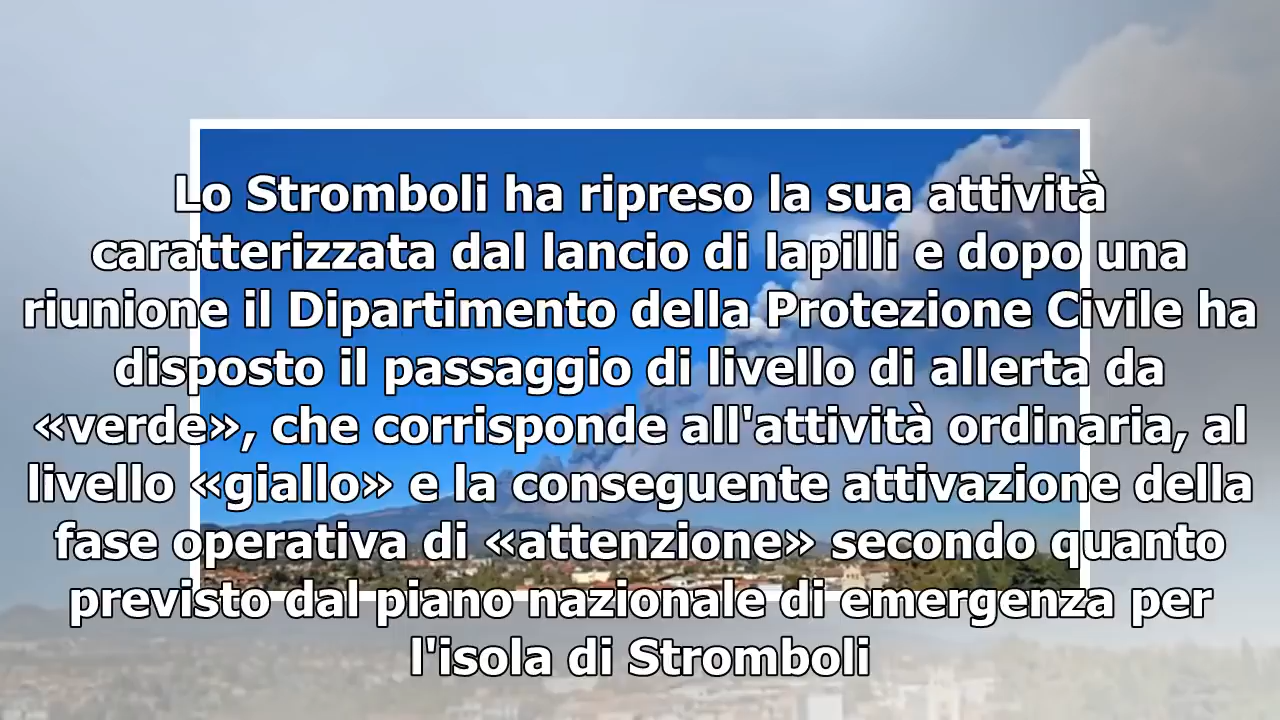 Lo Stromboli ha ripreso la sua attività
caratterizzata dal lancio di lapilli e dopo una
riunione il Dipartimento della Protezione Civile ha
disposto il passaggio di livello di allerta da
«verde», che corrisponde all'attività ordinaria, al
livello «giallo» e la conseguente attivazione della
fase operativa di «attenzione» secondo quanto
previsto dal piano nazionale di emergenza per
l'isola di Stromboli